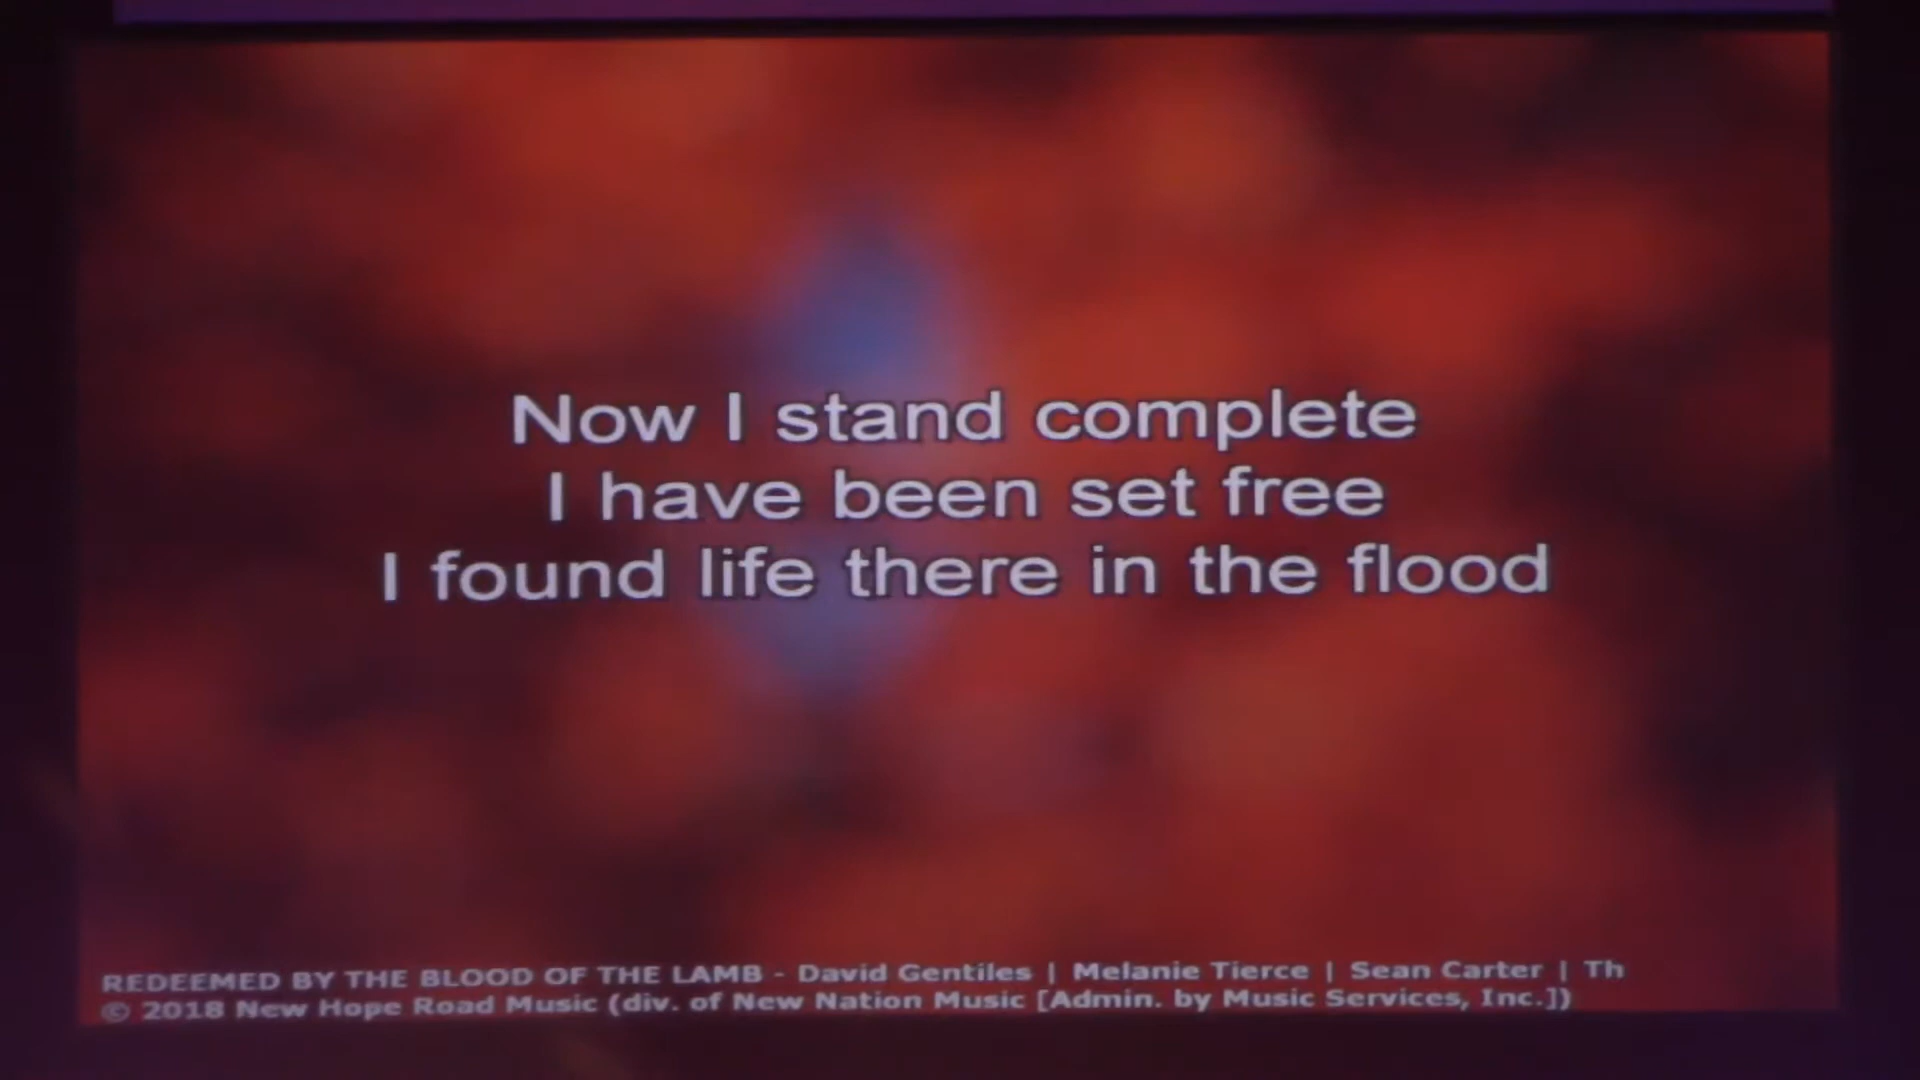 Now I stand complete
I have been set free
I found life there in the flood
REDEEMED BY THE BLOOD OF THE LAMB - David Gentiles | Melanie Tierce | Sean Carter | Th
© 2018 New Hope Road Music (div. of New Nation Music [Admin. by Music Services, Inc.])